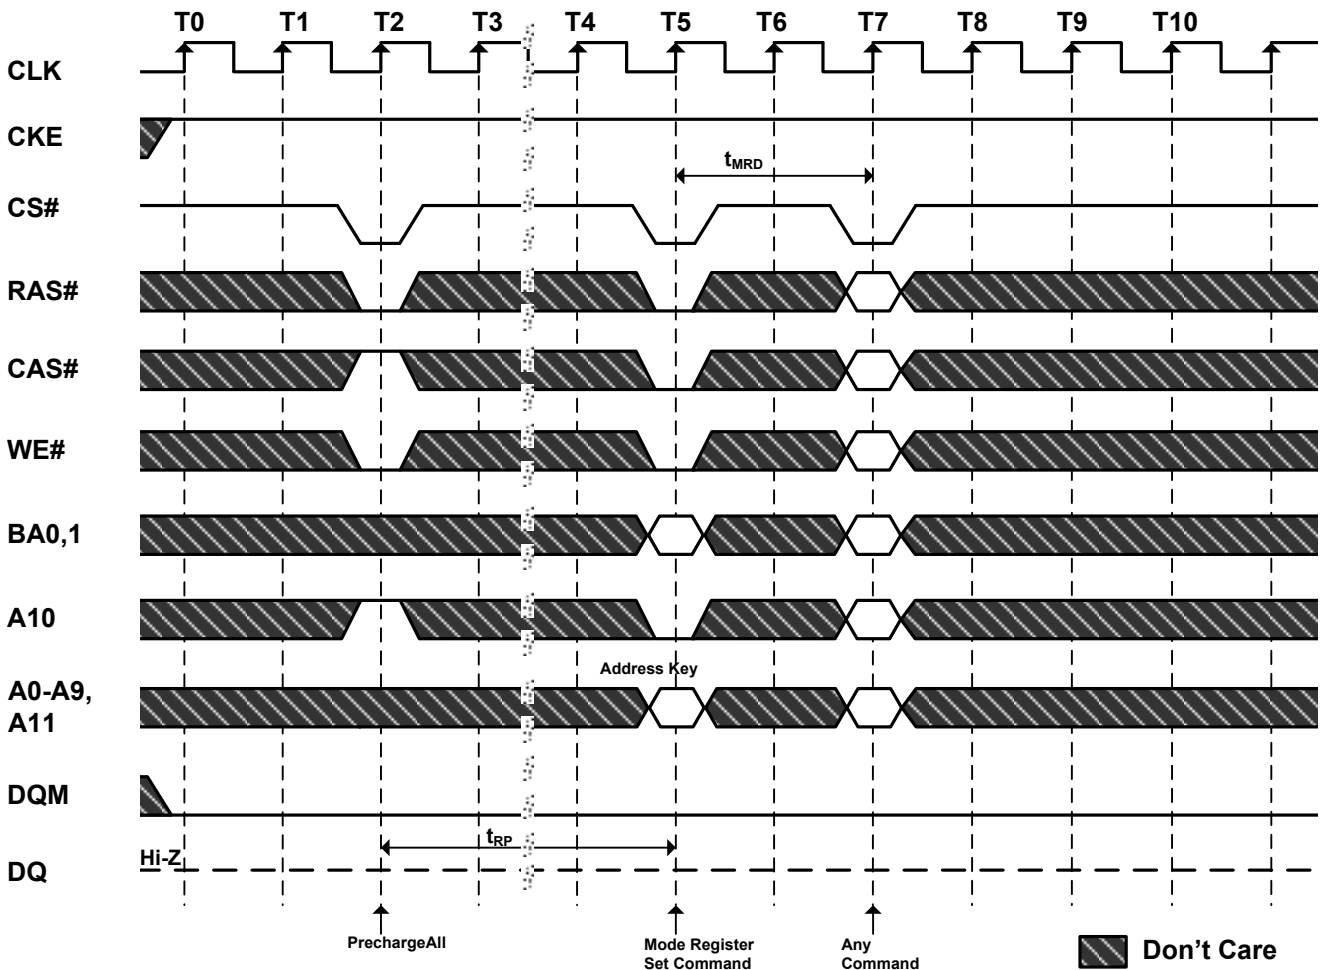 T0 T1 T2 T3 T4 T5 T6 T7 T8 T9 T10
CLK
CKE
tMRD
CS#
RAS#
CAS#
WE#
BA0,1
A10
Address Key
A0-A9,
A11
DQM
tRP
Hi-Z
DQ
PrechargeAll
Mode Register
Set Command
Any
Command
Don't Care